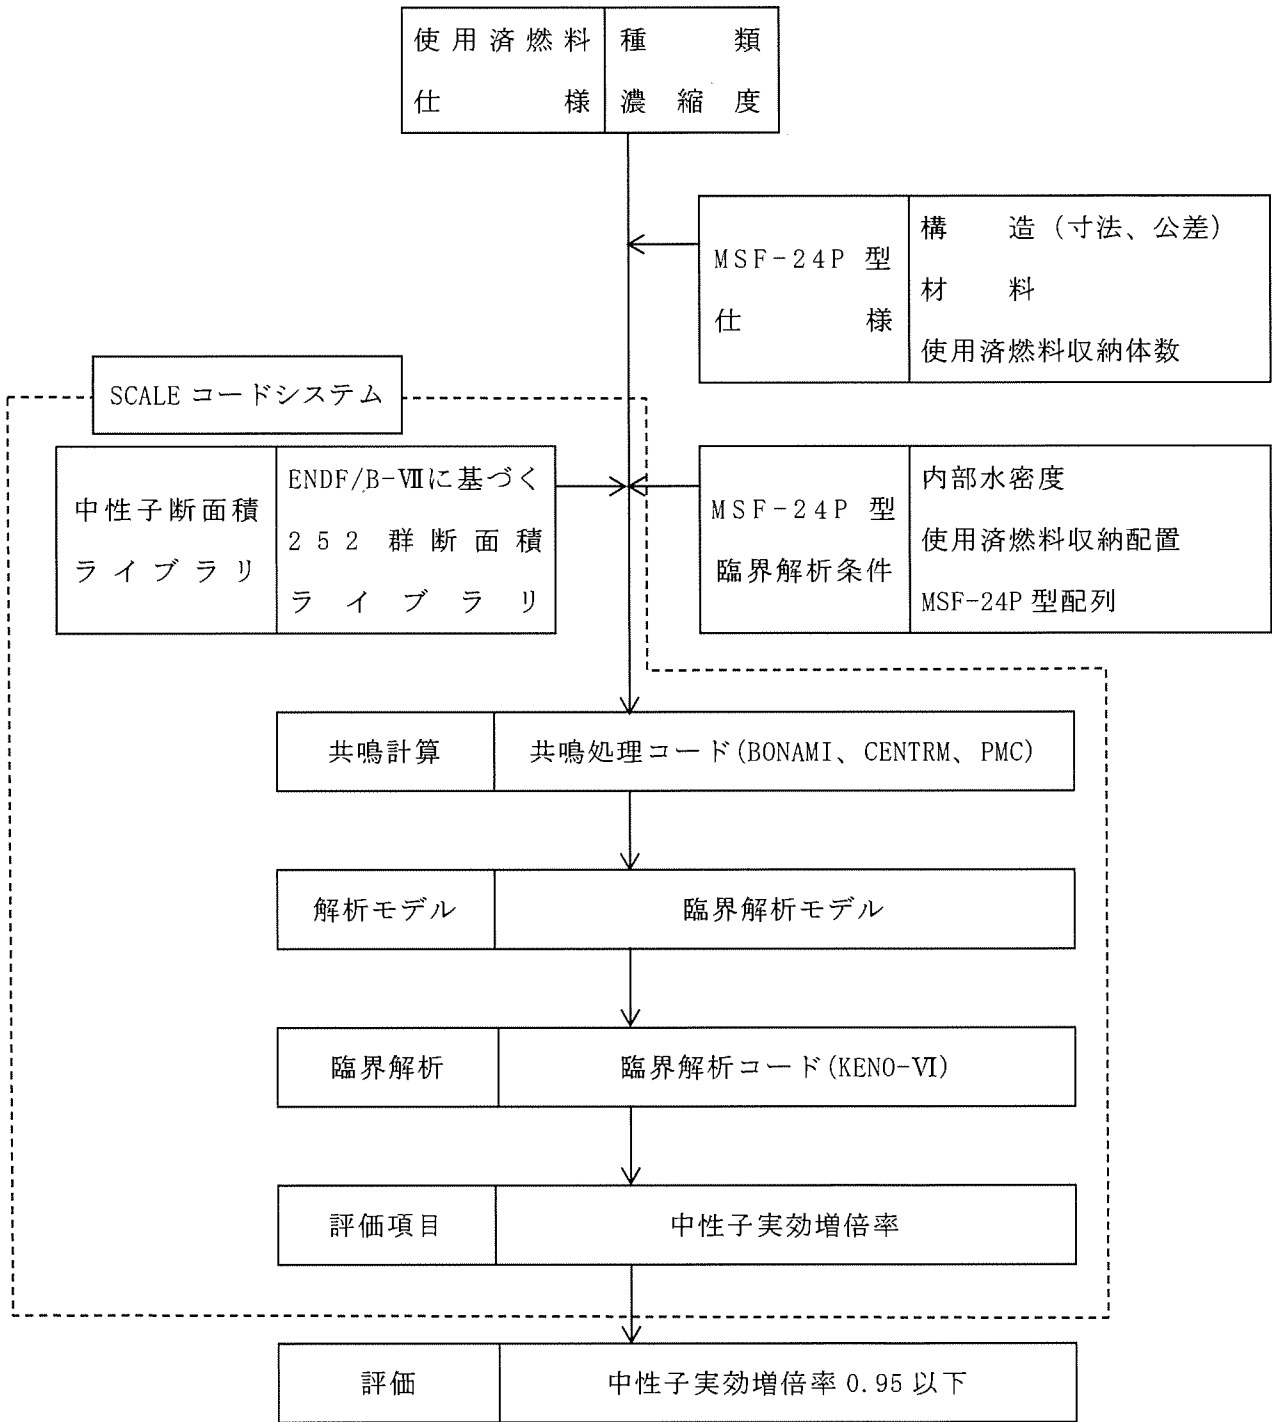 使用済燃料
仕様
種類
濃縮度
MSF-24P 型
仕様
構造（寸法、公差）
材料
使用済燃料収納体数
SCALE コードシステム
中性子断面積
ライブラリ
ENDF/B-Ⅶに基づく
252 群断面積
ライブラリ
MSF-24P 型
臨界解析条件
内部水密度
使用済燃料収納配置
MSF-24P 型配列
共鳴計算
共鳴処理コード(BONAMI、CENTRM、PMC)
解析モデル
臨界解析モデル
臨界解析
臨界解析コード(KENO-Ⅵ)
評価項目
中性子実効増倍率
評価
中性子実効増倍率 0.95 以下